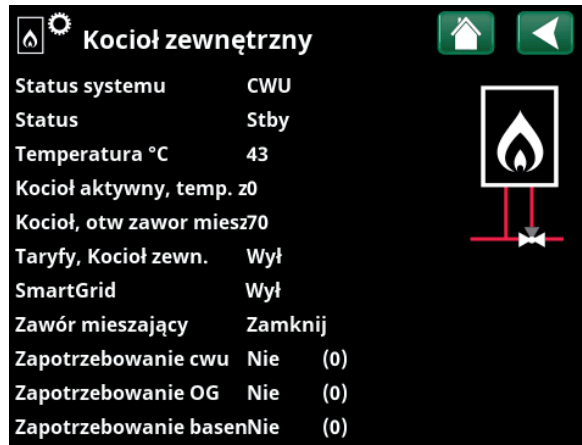 Kocioł zewnętrzny
Status systemu CWU
Status Stby
Temperatura °C 43
Kocioł aktywny, temp. z0
Kocioł, otw zawor miesz70
Taryfy, Kocioł zewn. Wył
SmartGrid Wył
Zawór mieszający Zamknij
Zapotrzebowanie cwu Nie (0)
Zapotrzebowanie OG Nie (0)
Zapotrzebowanie basenNie (0)